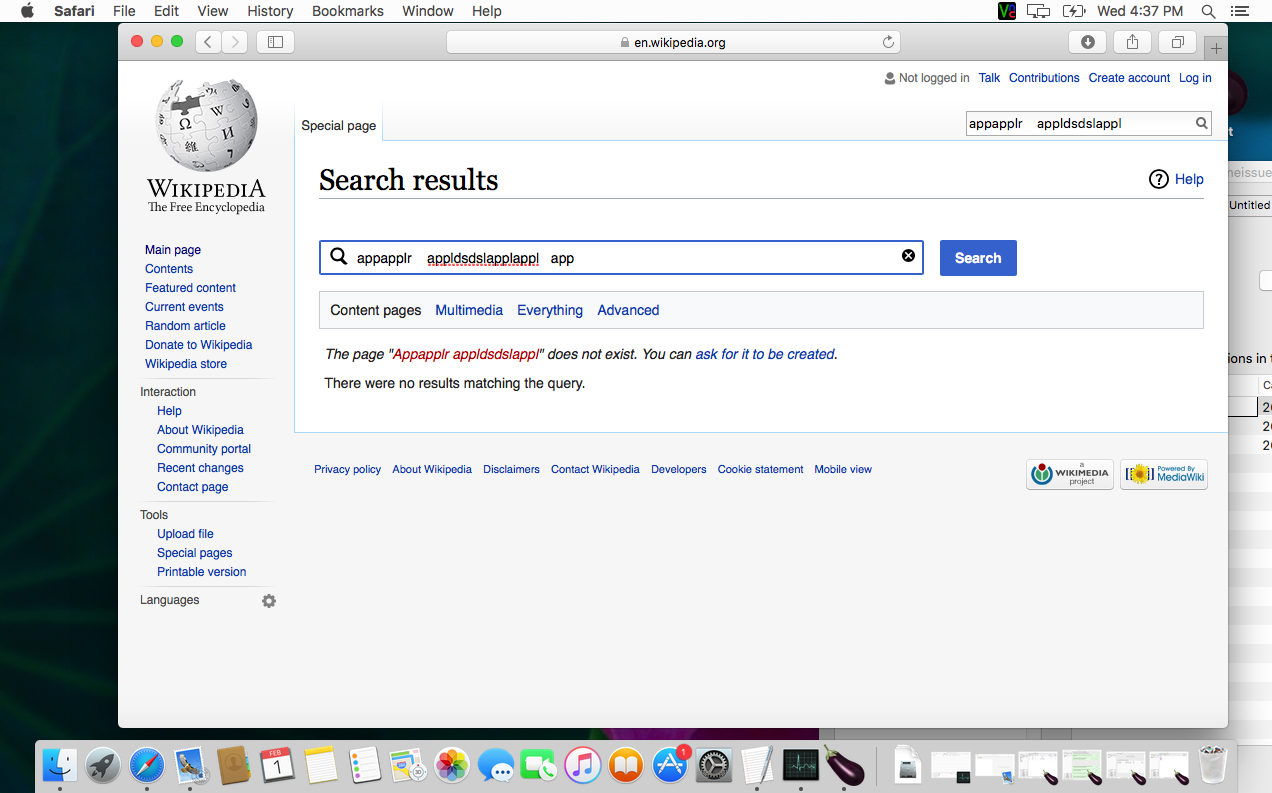 Safari File Edit View History Bookmarks Window Help Wed 4:37 PM
en.wikipedia.org
Not logged in Talk Contributions Create account Log in
Special page
appapplr appldsdslappl
WIKIPEDIA
The Free Encyclopedia
Search results
Help
Untitled
appapplr appldsdslapplappl app
Search
Main page
Contents
Featured content
Current events
Random article
Donate to Wikipedia
Wikipedia store
Content pages Multimedia Everything Advanced
The page "Appapplr appldsdslappl" does not exist. You can ask for it to be created.
There were no results matching the query.
Interaction
Help
About Wikipedia
Community portal
Recent changes
Contact page
Privacy policy About Wikipedia Disclaimers Contact Wikipedia Developers Cookie statement Mobile view
a WIKIMEDIA project
Powered By MediaWiki
Tools
Upload file
Special pages
Printable version
Languages
FEB
1
1